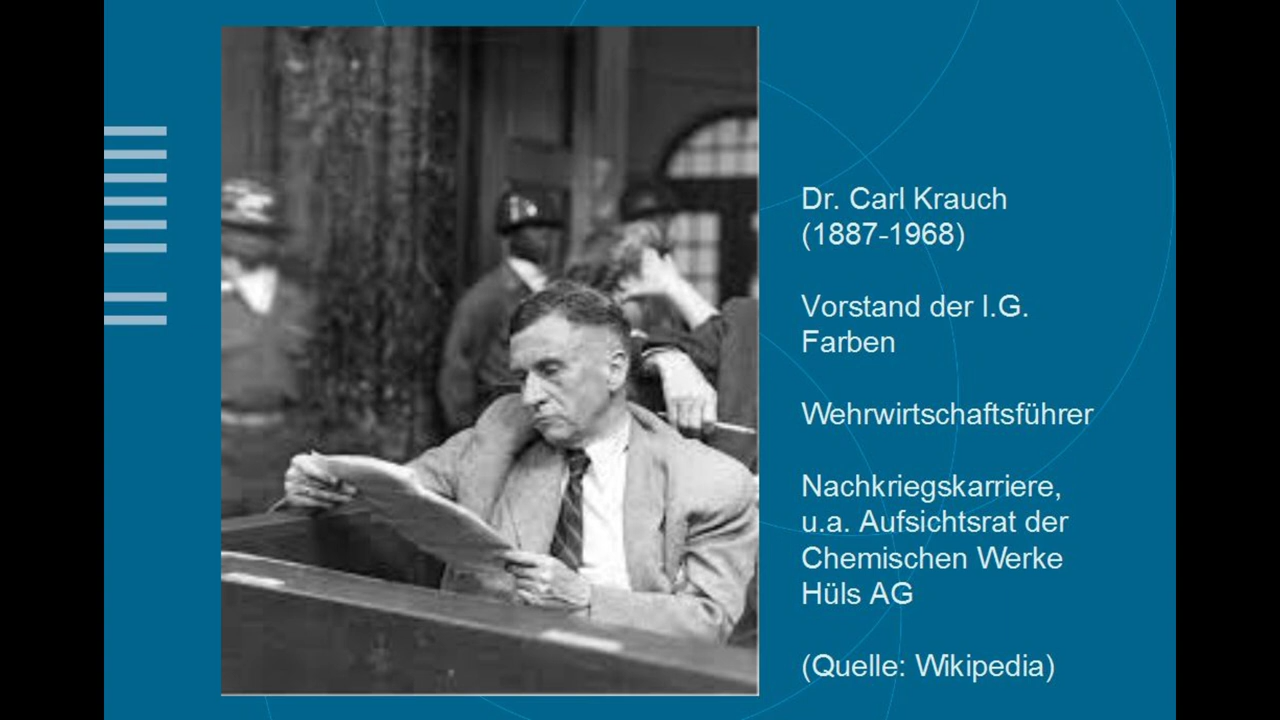 Dr. Carl Krauch
(1887-1968)
Vorstand der I.G.
Farben
Wehrwirtschaftsführer
Nachkriegskarriere,
u.a. Aufsichtsrat der
Chemischen Werke
Hüls AG
(Quelle: Wikipedia)